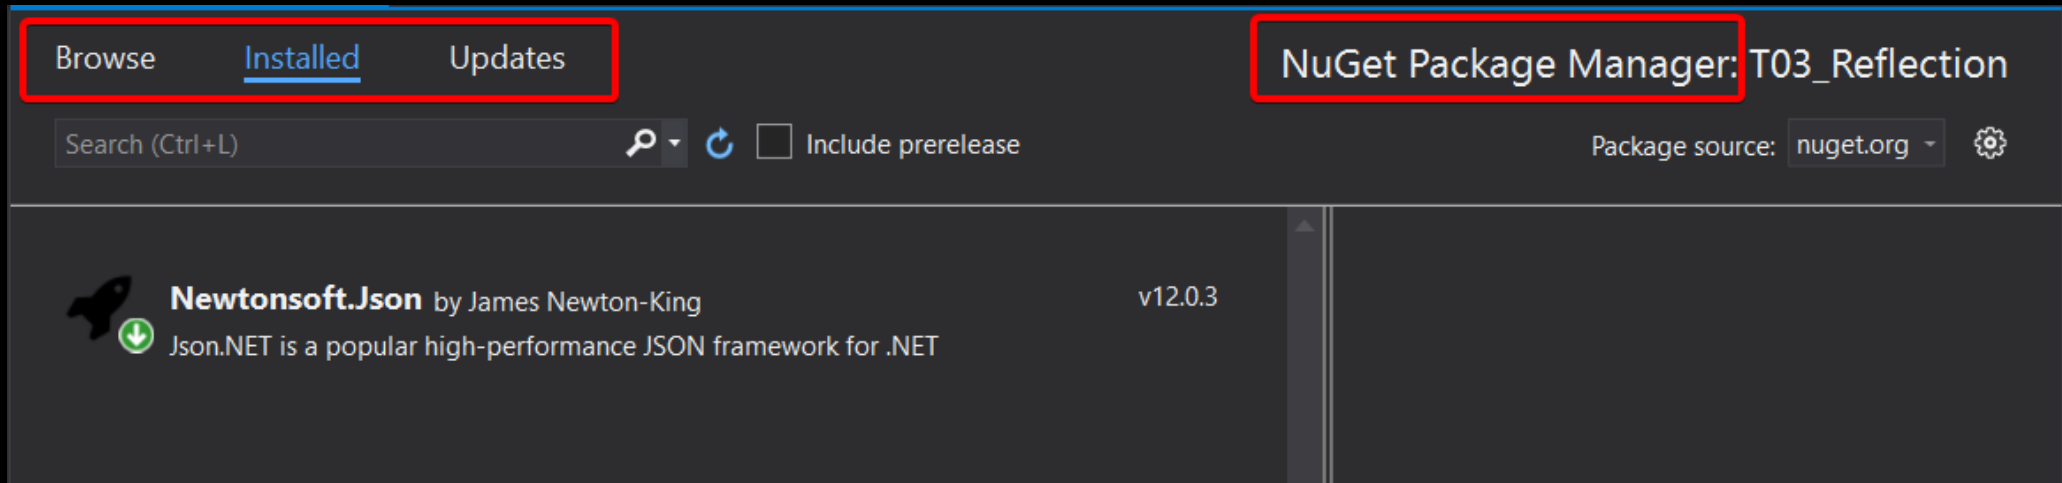 Browse Installed Updates
NuGet Package Manager: T03_Reflection
Search (Ctrl+L)
Include prerelease
Package source: nuget.org
Newtonsoft.Json by James Newton-King
v12.0.3
Json.NET is a popular high-performance JSON framework for .NET